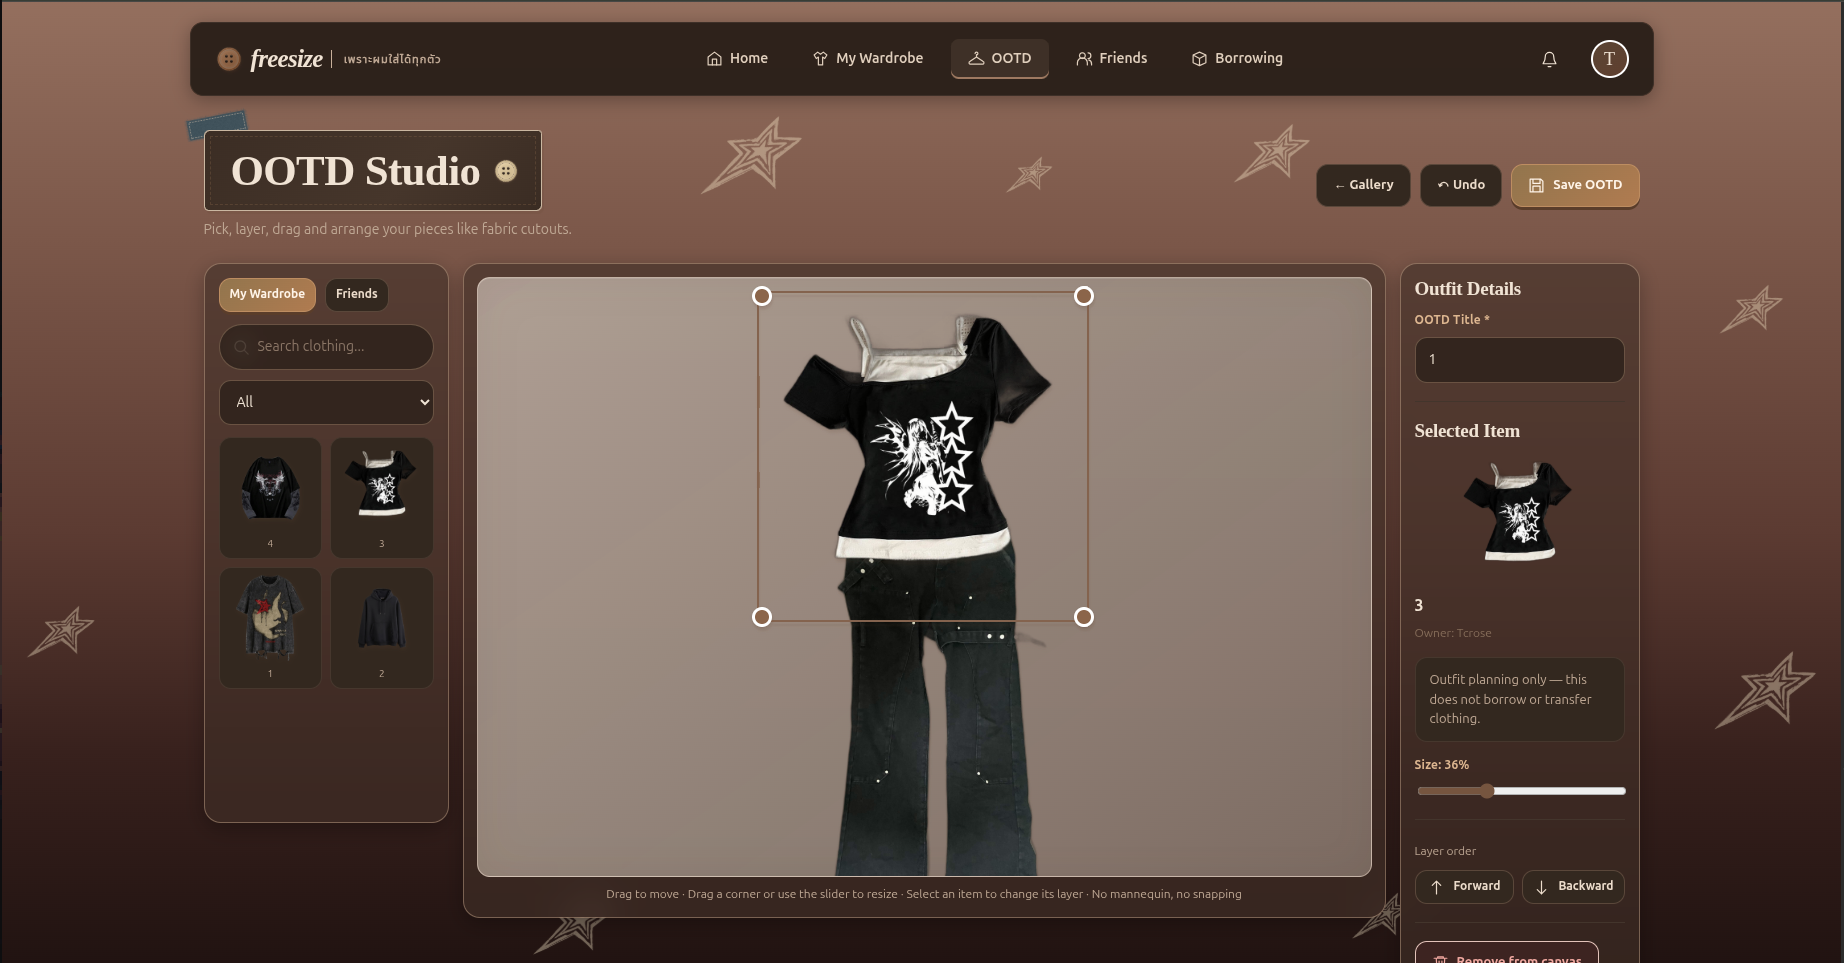 freesize
เพราะผมใส่ได้ทุกตัว
Home
My Wardrobe
OOTD
Friends
Borrowing
T
OOTD Studio
Pick, layer, drag and arrange your pieces like fabric cutouts.
← Gallery
↶ Undo
Save OOTD
My Wardrobe
Friends
Search clothing...
All
4
3
1
2
Drag to move · Drag a corner or use the slider to resize · Select an item to change its layer · No mannequin, no snapping
Outfit Details
OOTD Title *
1
Selected Item
3
Owner: Tcrose
Outfit planning only — this
does not borrow or transfer
clothing.
Size: 36%
Layer order
↑ Forward
↓ Backward
Remove from canvas